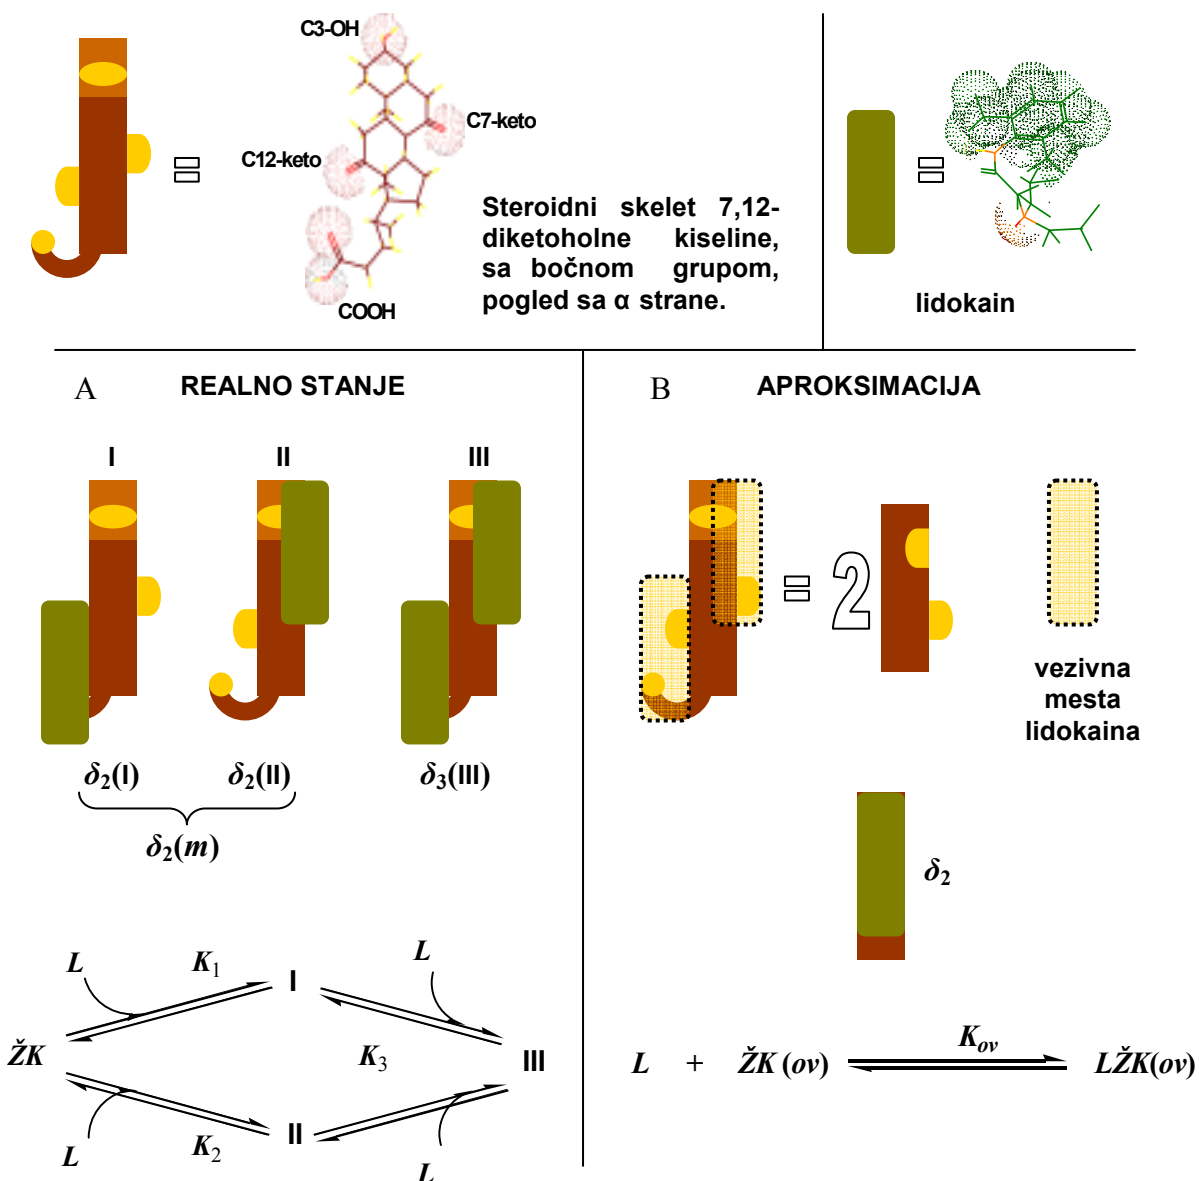 C3-OH
C7-keto
C12-keto
COOH
Steroidni skelet 7,12-
diketoholne kiseline,
sa bočnom grupom,
pogled sa α strane.
lidokain
A REALNO STANJE
I II III
δ2(I) δ2(II) δ3(III)
δ2(m)
L K1 I L
ŽK K3 III
L K2 II L
B APROKSIMACIJA
2
vezivna
mesta
lidokaina
δ2
Kov
L + ŽK (ov) LŽK(ov)